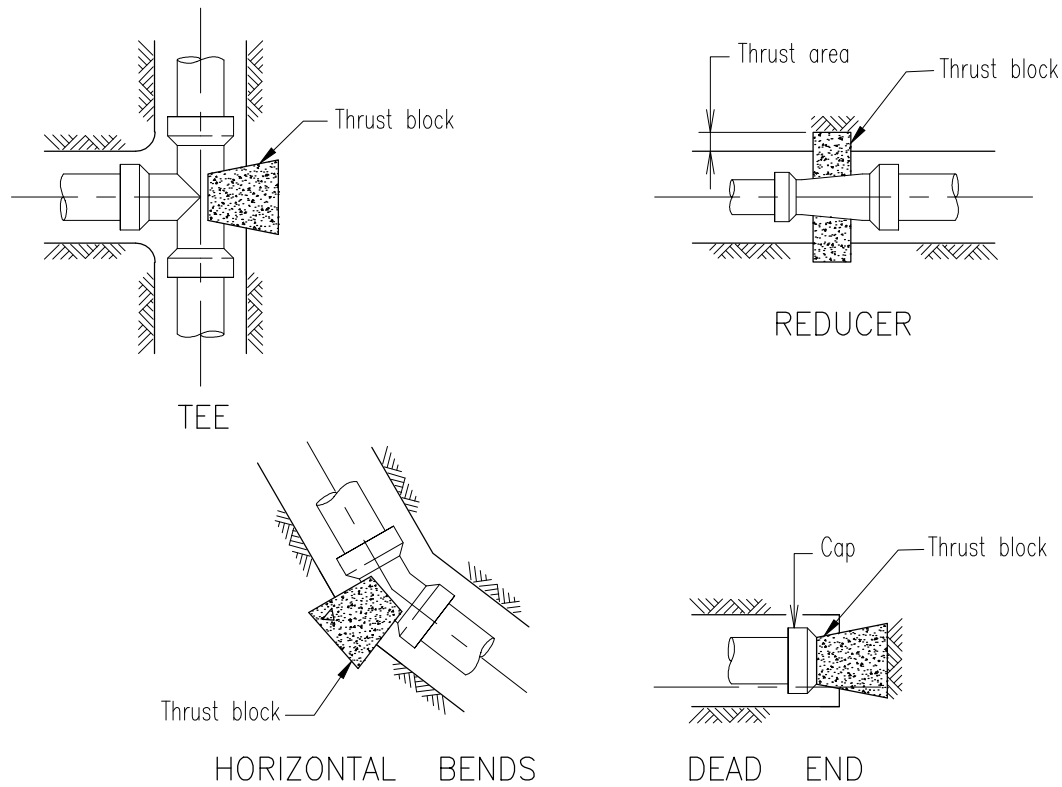 Thrust block
TEE
Thrust area
Thrust block
REDUCER
Thrust block
HORIZONTAL BENDS
Cap
Thrust block
DEAD END